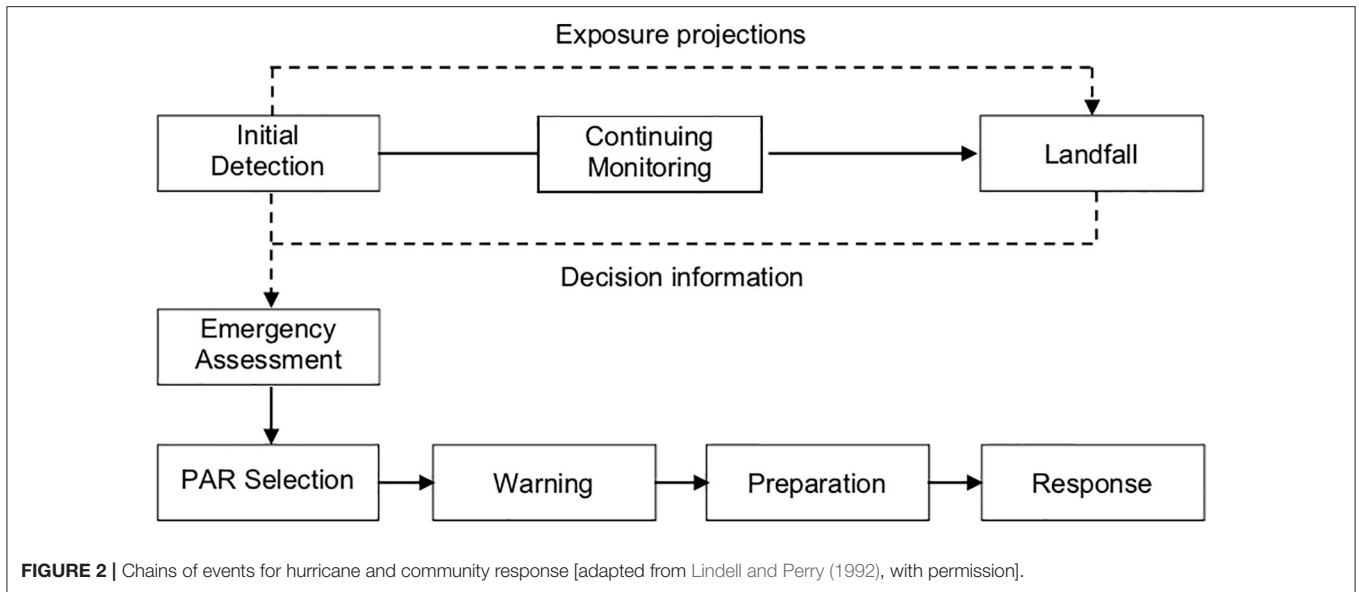 Exposure projections
Initial
Detection
Continuing
Monitoring
Landfall
Decision information
Emergency
Assessment
PAR Selection
Warning
Preparation
Response
FIGURE 2 | Chains of events for hurricane and community response [adapted from Lindell and Perry (1992), with permission].